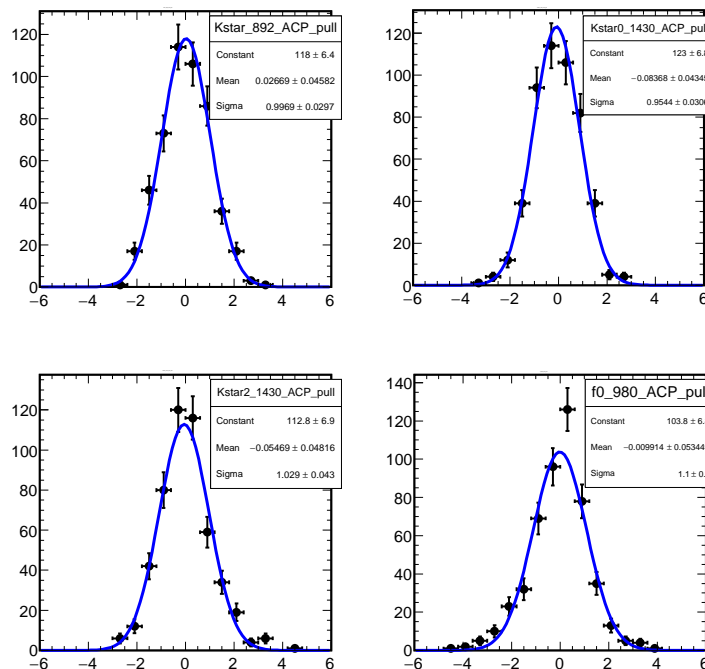 Kstar_892_ACP_pull
Constant 118 ± 6.4
Mean 0.02669 ± 0.04582
Sigma 0.9969 ± 0.0297
120
100
80
60
40
20
0
−6 −4 −2 0 2 4 6
Kstar0_1430_ACP_pull
Constant 123 ± 6.8
Mean −0.08368 ± 0.04349
Sigma 0.9544 ± 0.0300
120
100
80
60
40
20
0
−6 −4 −2 0 2 4 6
Kstar2_1430_ACP_pull
Constant 112.8 ± 6.9
Mean −0.05469 ± 0.04816
Sigma 1.029 ± 0.043
120
100
80
60
40
20
0
−6 −4 −2 0 2 4 6
f0_980_ACP_pull
Constant 103.8 ± 6.
Mean −0.009914 ± 0.05344
Sigma 1.1 ± 0.
140
120
100
80
60
40
20
0
−6 −4 −2 0 2 4 6